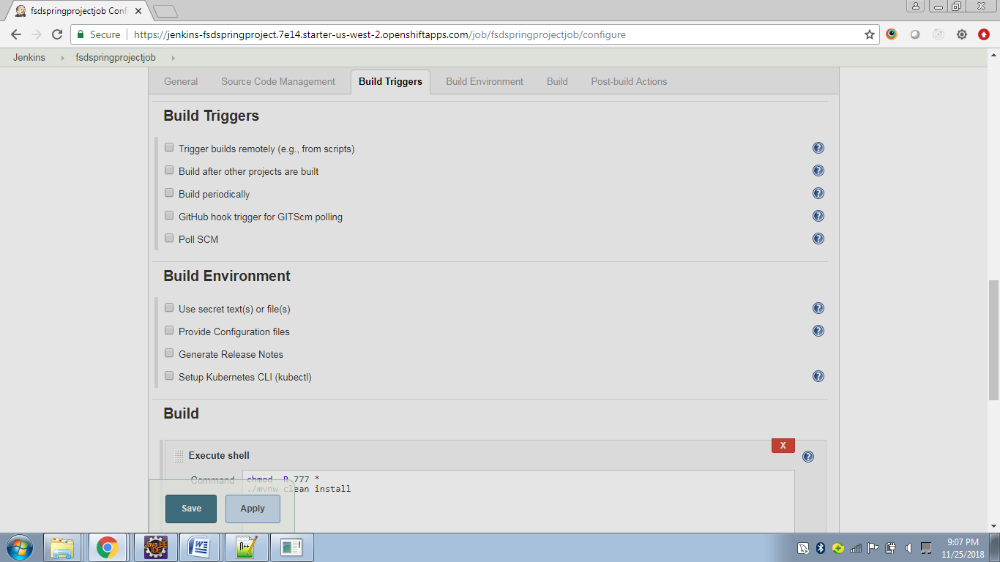 fsdspringprojectjob Conf
Secure
https://jenkins-fsdspringproject.7e14.starter-us-west-2.openshiftapps.com/job/fsdspringprojectjob/configure
Jenkins fsdspringprojectjob
General Source Code Management Build Triggers Build Environment Build Post-build Actions
Build Triggers
Trigger builds remotely (e.g., from scripts)
Build after other projects are built
Build periodically
GitHub hook trigger for GITScm polling
Poll SCM
Build Environment
Use secret text(s) or file(s)
Provide Configuration files
Generate Release Notes
Setup Kubernetes CLI (kubectl)
Build
X
Execute shell
Command
chmod -R 777 *
./mvnw clean install
Save Apply
Java EE
IDE
9:07 PM
11/25/2018